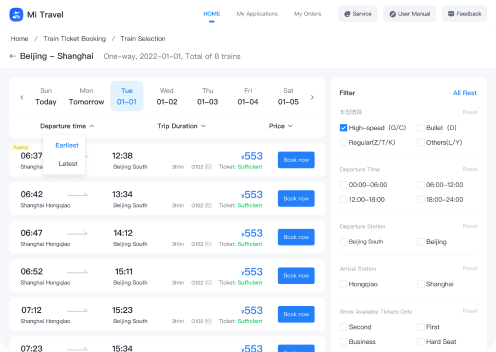 Mi Travel
HOME
My Applications
My Orders
Service
User Manual
Feedback
Home / Train Ticket Booking / Train Selection
← Beijing - Shanghai One-way, 2022-01-01, Total of 8 trains
Sun Today
Mon Tomorrow
Tue 01-01
Wed 01-02
Thu 01-03
Fri 01-04
Sat 01-05
Departure time
Trip Duration
Price
Earliest
Latest
06:37 12:38 ¥553 Book now
Beijing South Ticket: Sufficient
06:42 13:34 ¥553 Book now
Shanghai Hongqiao Beijing South G102 Ticket: Sufficient
06:47 14:12 ¥553 Book now
Shanghai Hongqiao Beijing South G102 Ticket: Sufficient
06:52 15:11 ¥553 Book now
Shanghai Hongqiao Beijing South G102 Ticket: Sufficient
07:12 15:23 ¥553 Book now
Shanghai Hongqiao Beijing South G102 Ticket: Sufficient
07:23 15:34 ¥553 Book now
Filter
All Rest
车型选择 Reset
High-speed (G/C)
Bullet (D)
Regular(Z/T/K)
Others(L/Y)
Departure Time Reset
00:00-06:00
06:00-12:00
12:00-18:00
18:00-24:00
Departure Station Reset
Beijing South
Beijing
Arrival Station Reset
Hongqiao
Shanghai
Show Available Tickets Only Reset
Second
First
Business
Hard Seat